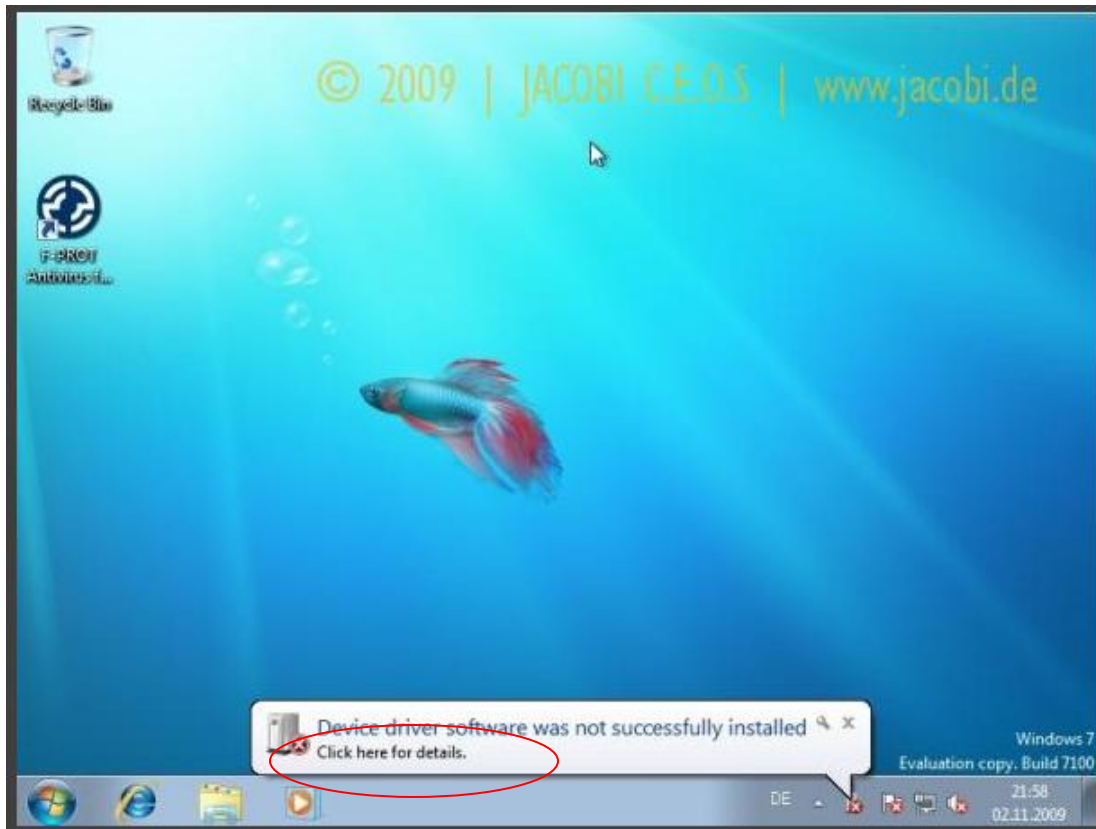 © 2009 | JACOBI C.E.O.S | www.jacobi.de
Recycle Bin
F-PROT
Antivirus f...
Device driver software was not successfully installed
Click here for details.
Windows 7
Evaluation copy. Build 7100
DE
21:58
02.11.2009